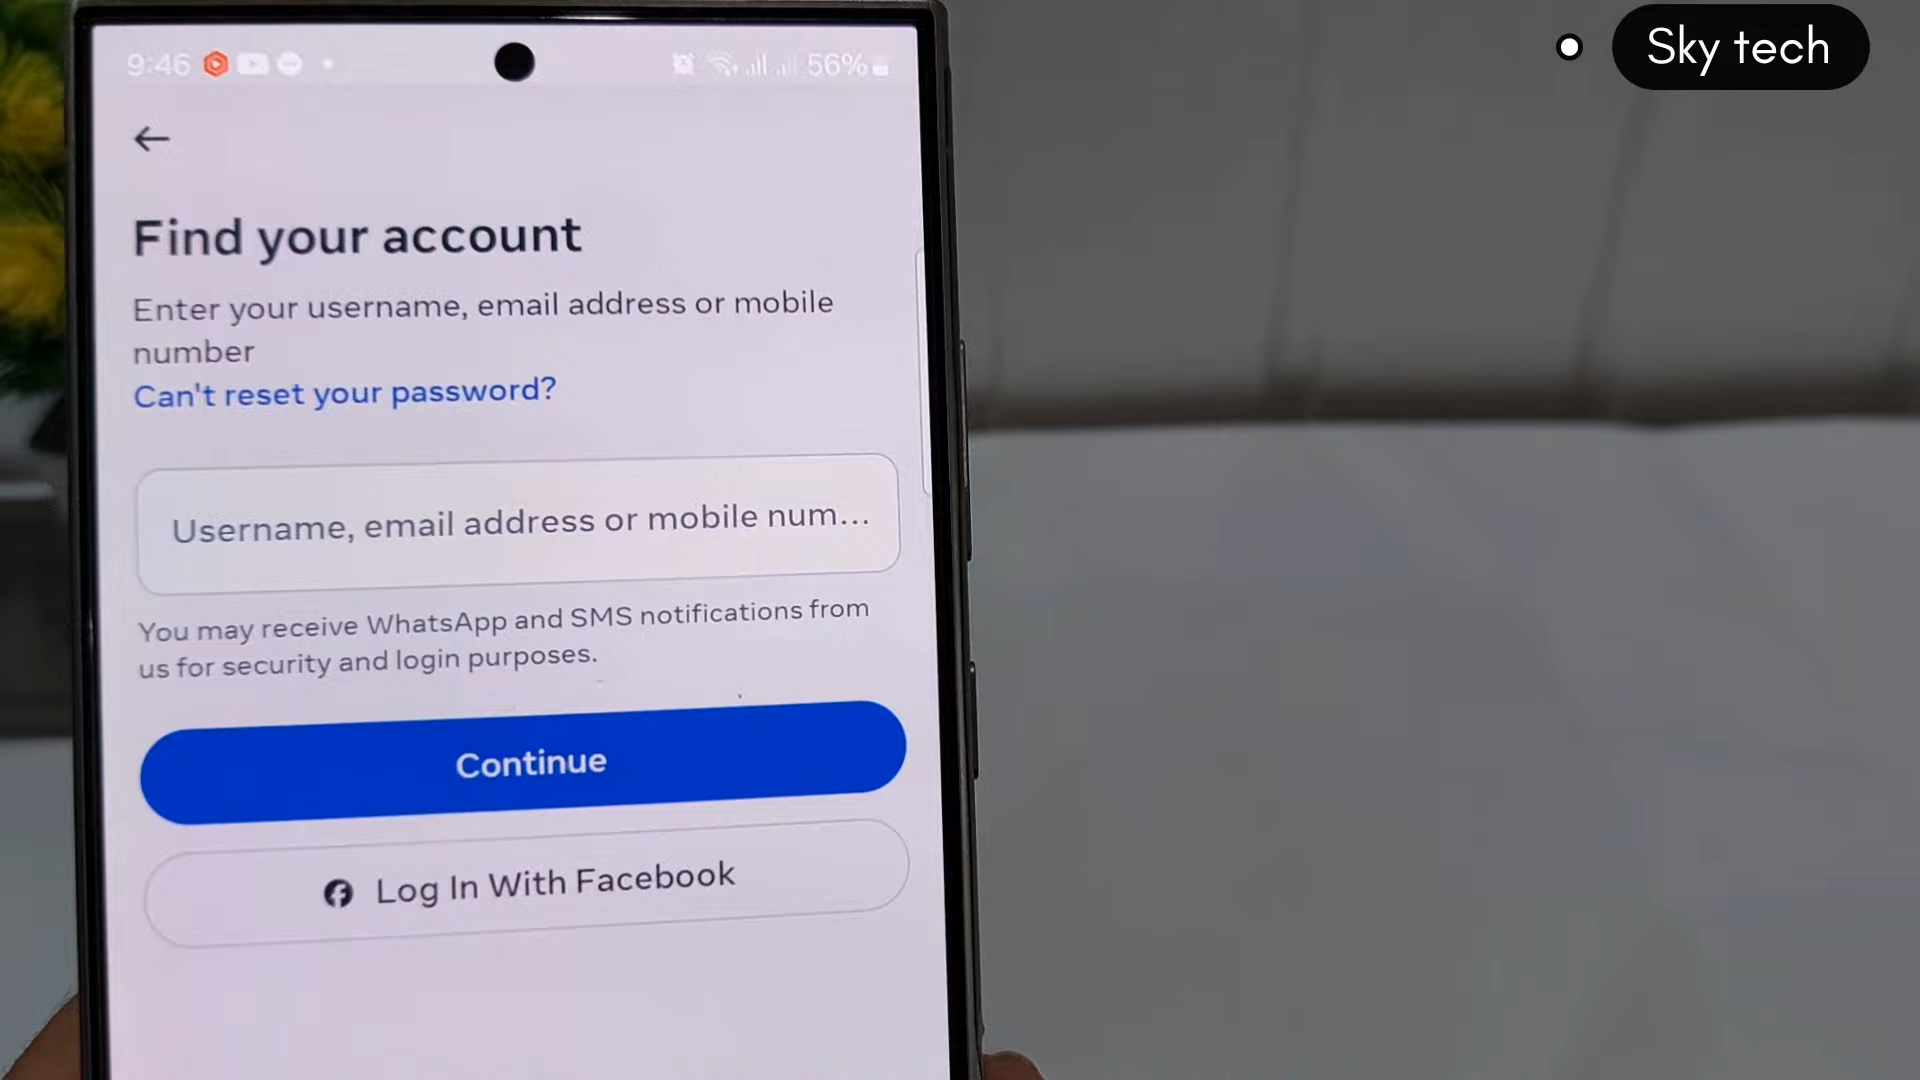 Sky tech
9:46
56%
Find your account
Enter your username, email address or mobile
number
Can't reset your password?
Username, email address or mobile num...
You may receive WhatsApp and SMS notifications from
us for security and login purposes.
Continue
Log In With Facebook